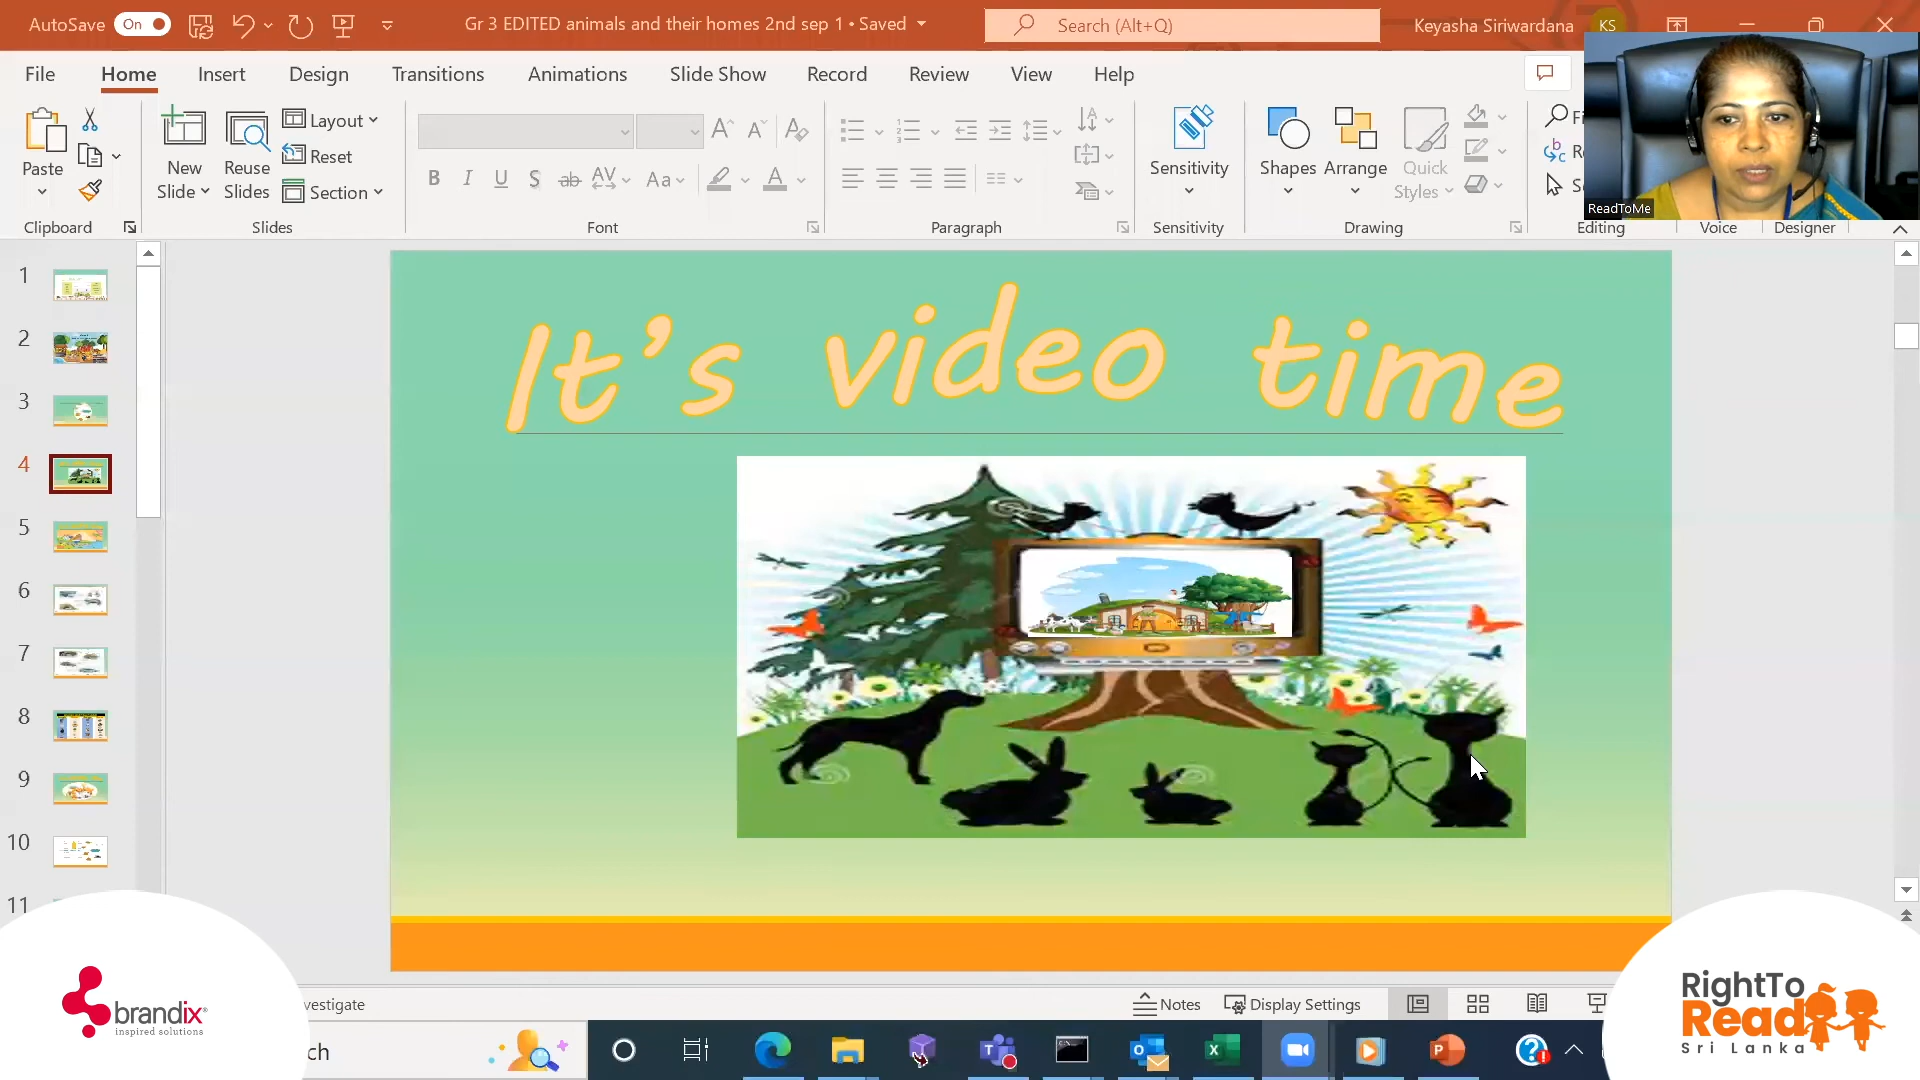 AutoSave On
Gr 3 EDITED animals and their homes 2nd sep 1 • Saved
Search (Alt+Q)
Keyasha Siriwardana KS
File Home Insert Design Transitions Animations Slide Show Record Review View Help
Paste
New Slide
Reuse Slides
Layout
Reset
Section
B I U S ab AV Aa A
Sensitivity
Shapes
Arrange
Quick Styles
ReadToMe
Clipboard Slides Font Paragraph Sensitivity Drawing Editing Voice Designer
1
2
3
4
5
6
7
8
9
10
11
It's video time
vestigate
Notes Display Settings
ch
brandix
inspired solutions
RightTo
Read
Sri Lanka